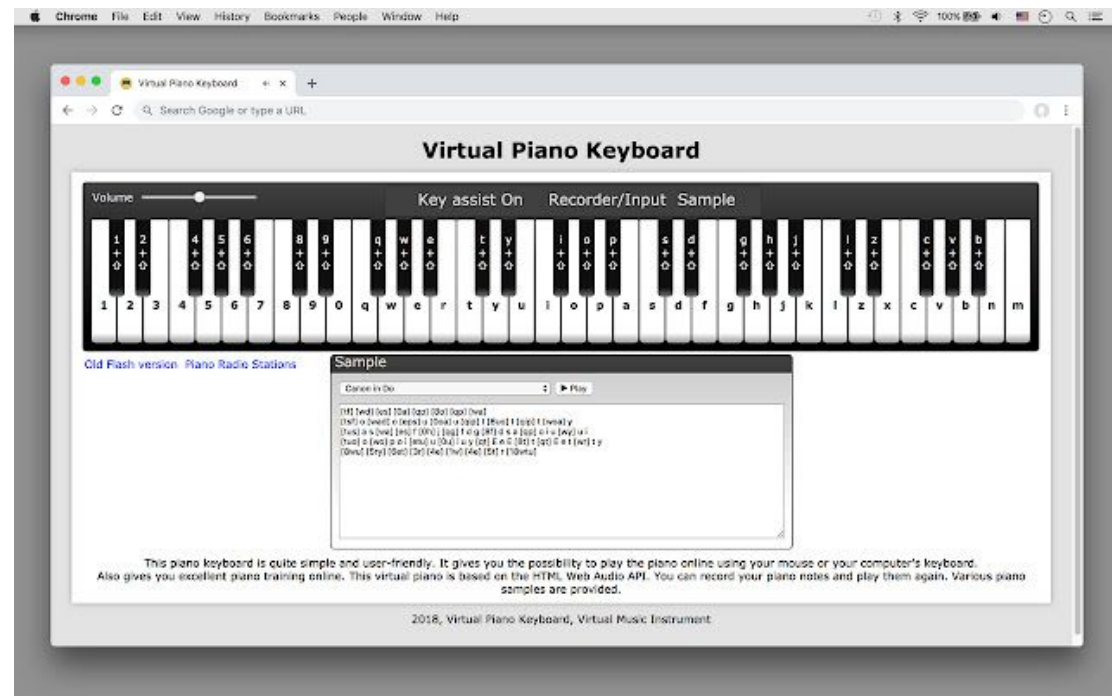 Chrome File Edit View History Bookmarks People Window Help 100%
Virtual Piano Keyboard
Search Google or type a URL
Virtual Piano Keyboard
Volume Key assist On Recorder/Input Sample
1 2 4 5 6 8 9 q w e t y i o p s d g h j l z c v b
+ + + + + + + + + + + + + + + + + + + + + + + + +
⇧ ⇧ ⇧ ⇧ ⇧ ⇧ ⇧ ⇧ ⇧ ⇧ ⇧ ⇧ ⇧ ⇧ ⇧ ⇧ ⇧ ⇧ ⇧ ⇧ ⇧ ⇧ ⇧ ⇧ ⇧
1 2 3 4 5 6 7 8 9 0 q w e r t y u i o p a s d f g h j k l z x c v b n m
Old Flash version Piano Radio Stations
Sample
Canon in Do Play
This piano keyboard is quite simple and user-friendly. It gives you the possibility to play the piano online using your mouse or your computer's keyboard.
Also gives you excellent piano training online. This virtual piano is based on the HTML Web Audio API. You can record your piano notes and play them again. Various piano
samples are provided.
2018, Virtual Piano Keyboard, Virtual Music Instrument